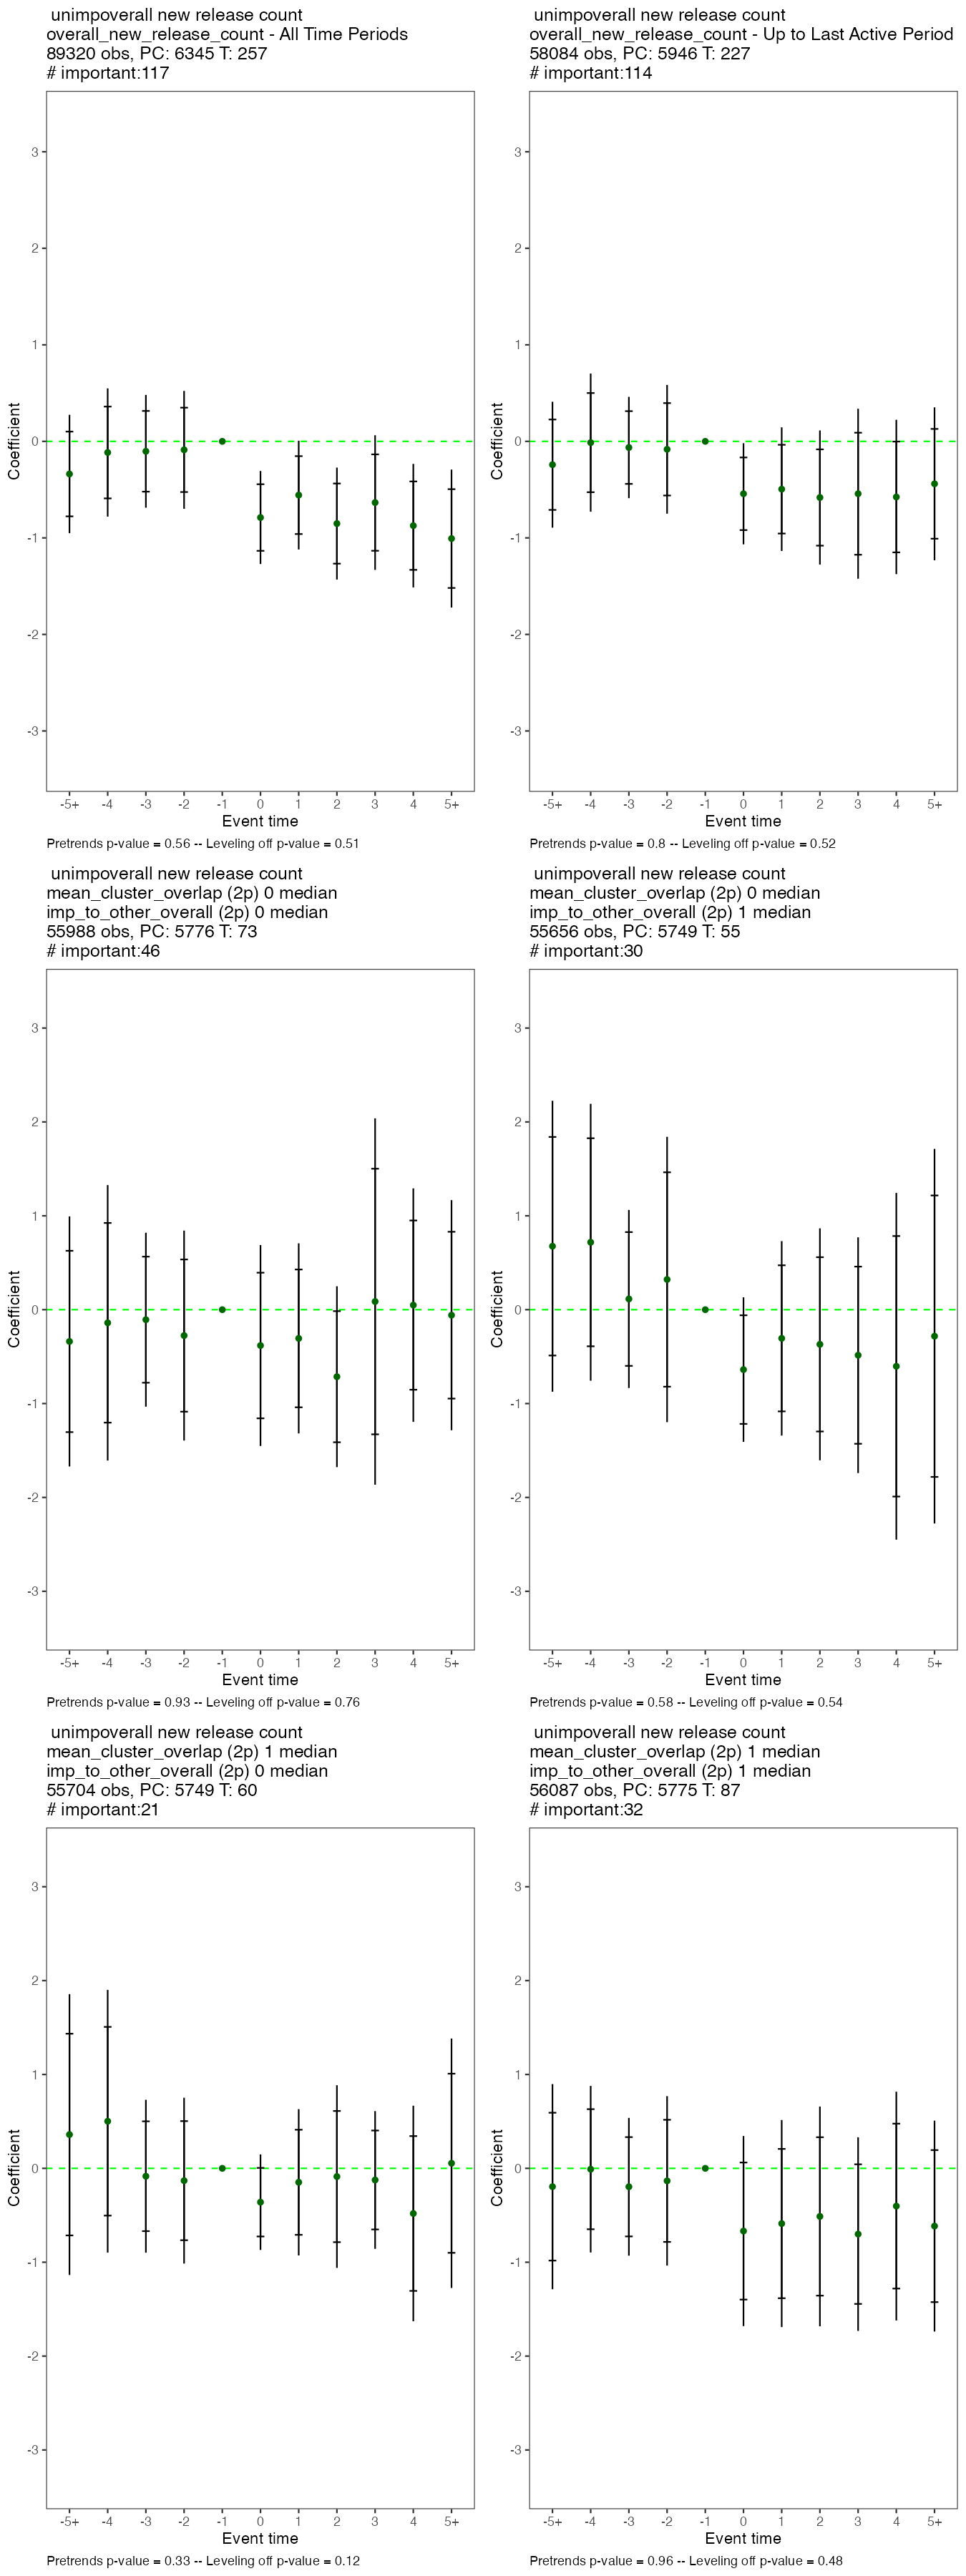 unimpoverall new release count
overall_new_release_count - All Time Periods
89320 obs, PC: 6345 T: 257
# important:117
3
2
1
0
-1
-2
-3
Coefficient
-5+ -4 -3 -2 -1 0 1 2 3 4 5+
Event time
Pretrends p-value = 0.56 -- Leveling off p-value = 0.51
unimpoverall new release count
overall_new_release_count - Up to Last Active Period
58084 obs, PC: 5946 T: 227
# important:114
3
2
1
0
-1
-2
-3
Coefficient
-5+ -4 -3 -2 -1 0 1 2 3 4 5+
Event time
Pretrends p-value = 0.8 -- Leveling off p-value = 0.52
unimpoverall new release count
mean_cluster_overlap (2p) 0 median
imp_to_other_overall (2p) 0 median
55988 obs, PC: 5776 T: 73
# important:46
3
2
1
0
-1
-2
-3
Coefficient
-5+ -4 -3 -2 -1 0 1 2 3 4 5+
Event time
Pretrends p-value = 0.93 -- Leveling off p-value = 0.76
unimpoverall new release count
mean_cluster_overlap (2p) 0 median
imp_to_other_overall (2p) 1 median
55656 obs, PC: 5749 T: 55
# important:30
3
2
1
0
-1
-2
-3
Coefficient
-5+ -4 -3 -2 -1 0 1 2 3 4 5+
Event time
Pretrends p-value = 0.58 -- Leveling off p-value = 0.54
unimpoverall new release count
mean_cluster_overlap (2p) 1 median
imp_to_other_overall (2p) 0 median
55704 obs, PC: 5749 T: 60
# important:21
3
2
1
0
-1
-2
-3
Coefficient
-5+ -4 -3 -2 -1 0 1 2 3 4 5+
Event time
Pretrends p-value = 0.33 -- Leveling off p-value = 0.12
unimpoverall new release count
mean_cluster_overlap (2p) 1 median
imp_to_other_overall (2p) 1 median
56087 obs, PC: 5775 T: 87
# important:32
3
2
1
0
-1
-2
-3
Coefficient
-5+ -4 -3 -2 -1 0 1 2 3 4 5+
Event time
Pretrends p-value = 0.96 -- Leveling off p-value = 0.48